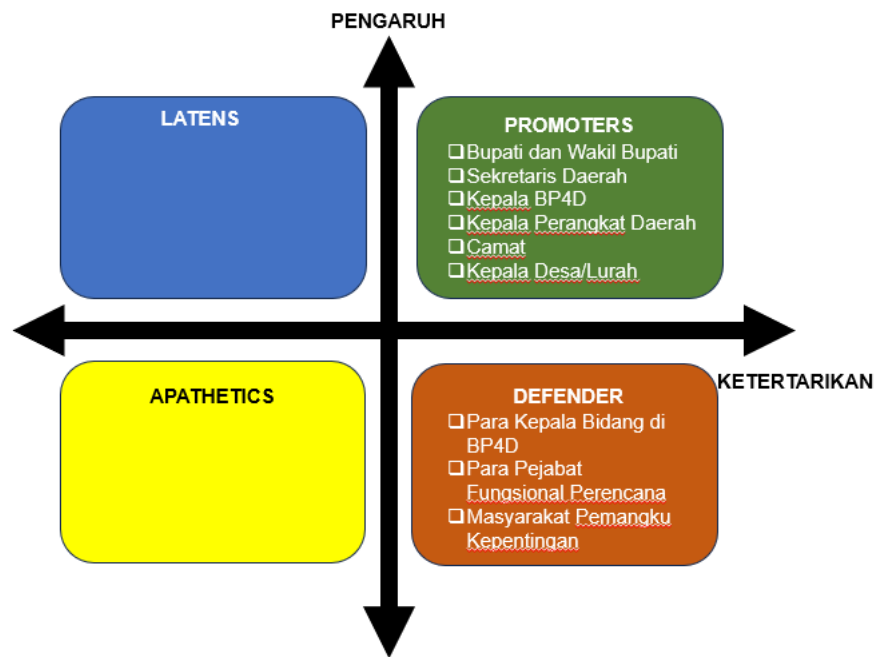 PENGARUH
LATENS
PROMOTERS
❑Bupati dan Wakil Bupati
❑Sekretaris Daerah
❑Kepala BP4D
❑Kepala Perangkat Daerah
❑Camat
❑Kepala Desa/Lurah
KETERTARIKAN
APATHETICS
DEFENDER
❑Para Kepala Bidang di
BP4D
❑Para Pejabat
Fungsional Perencana
❑Masyarakat Pemangku
Kepentingan